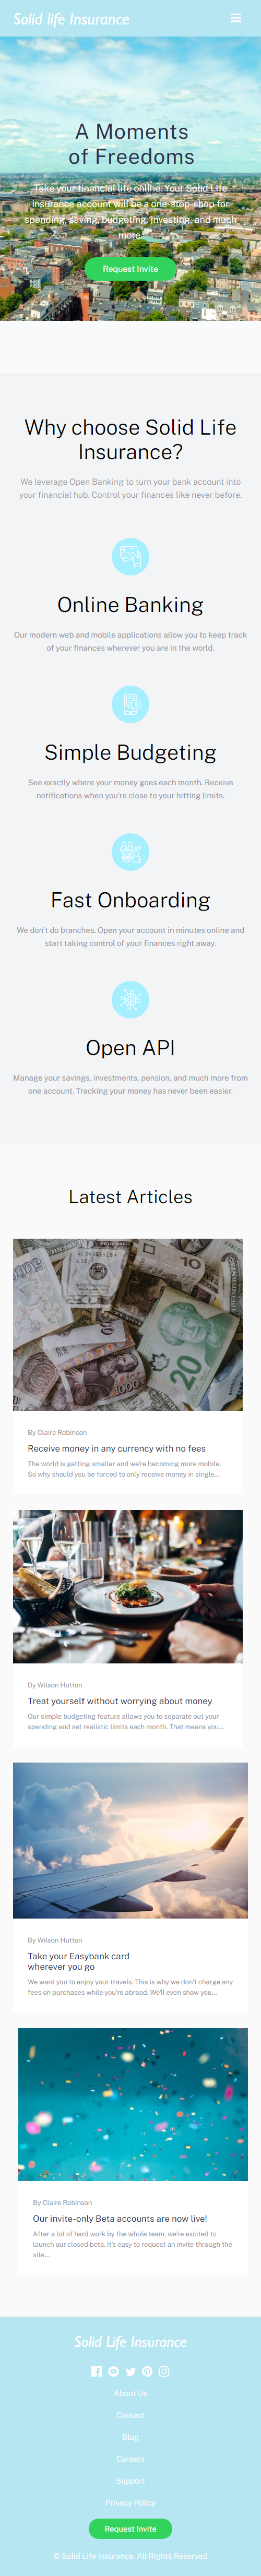 Solid life Insurance
A Moments
of Freedoms
Take your financial life online. Your Solid Life
Insurance account will be a one-stop-shop for
spending, saving, budgeting, investing, and much
more.
Request Invite
Why choose Solid Life
Insurance?
We leverage Open Banking to turn your bank account into
your financial hub. Control your finances like never before.
Online Banking
Our modern web and mobile applications allow you to keep track
of your finances wherever you are in the world.
Simple Budgeting
See exactly where your money goes each month. Receive
notifications when you're close to your hitting limits.
Fast Onboarding
We don't do branches. Open your account in minutes online and
start taking control of your finances right away.
Open API
Manage your savings, investments, pension, and much more from
one account. Tracking your money has never been easier.
Latest Articles
100
10
20
1000
By Claire Robinson
Receive money in any currency with no fees
The world is getting smaller and we're becoming more mobile.
So why should you be forced to only receive money in single...
By Wilson Hutton
Treat yourself without worrying about money
Our simple budgeting feature allows you to separate out your
spending and set realistic limits each month. That means you...
By Wilson Hutton
Take your Easybank card
wherever you go
We want you to enjoy your travels. This is why we don't charge any
fees on purchases while you're abroad. We'll even show you...
By Claire Robinson
Our invite-only Beta accounts are now live!
After a lot of hard work by the whole team, we're excited to
launch our closed beta. it's easy to request an invite through the
site...
Solid Life Insurance
About Us
Contact
Blog
Careers
Support
Privacy Policy
Request Invite
© Solid Life Insurance. All Rights Reserved